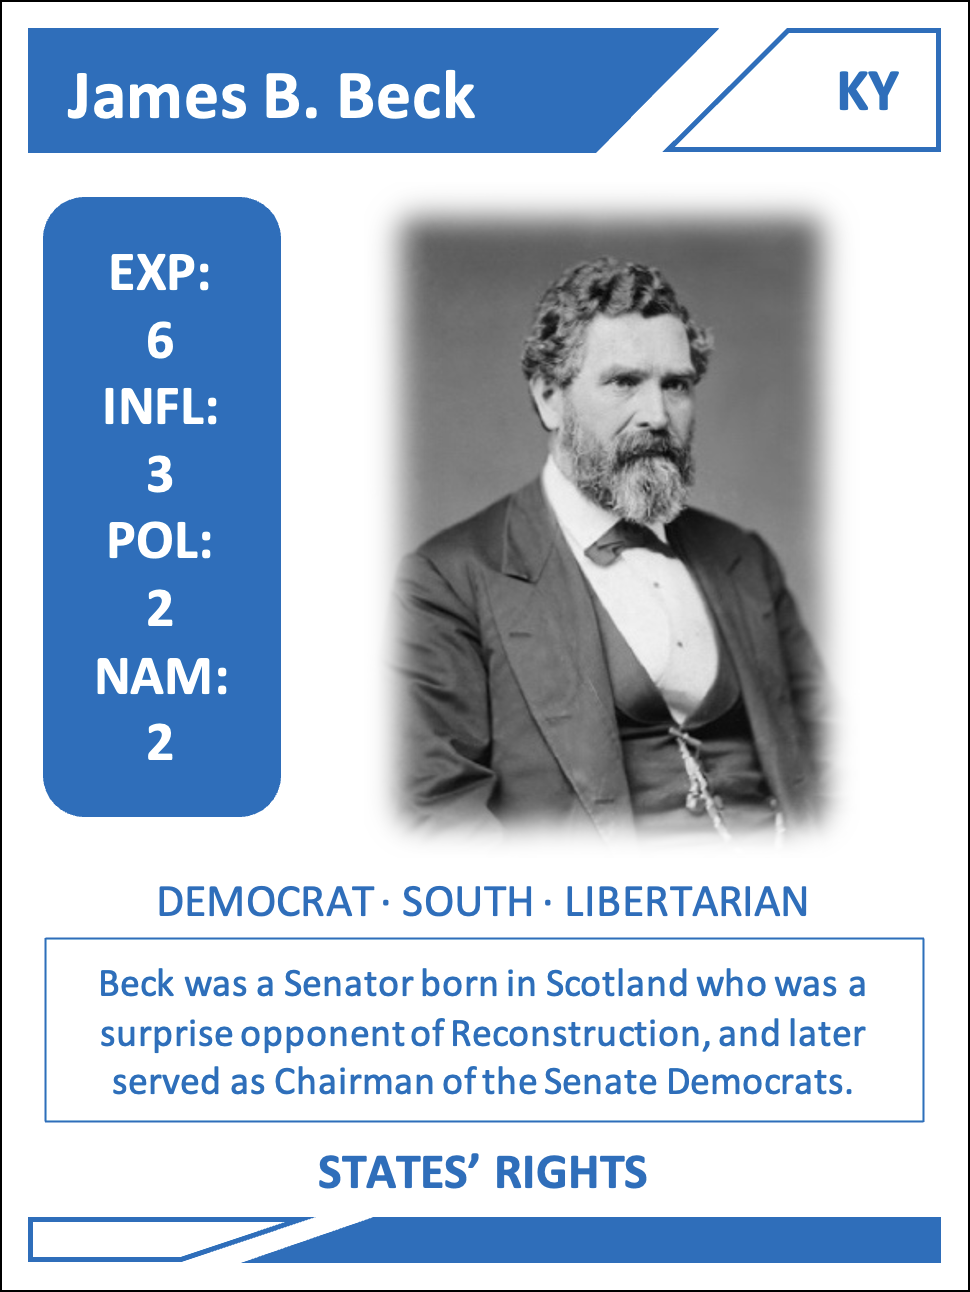 James B. Beck
KY
EXP:
6
INFL:
3
POL:
2
NAM:
2
DEMOCRAT · SOUTH · LIBERTARIAN
Beck was a Senator born in Scotland who was a
surprise opponent of Reconstruction, and later
served as Chairman of the Senate Democrats.
STATES’ RIGHTS